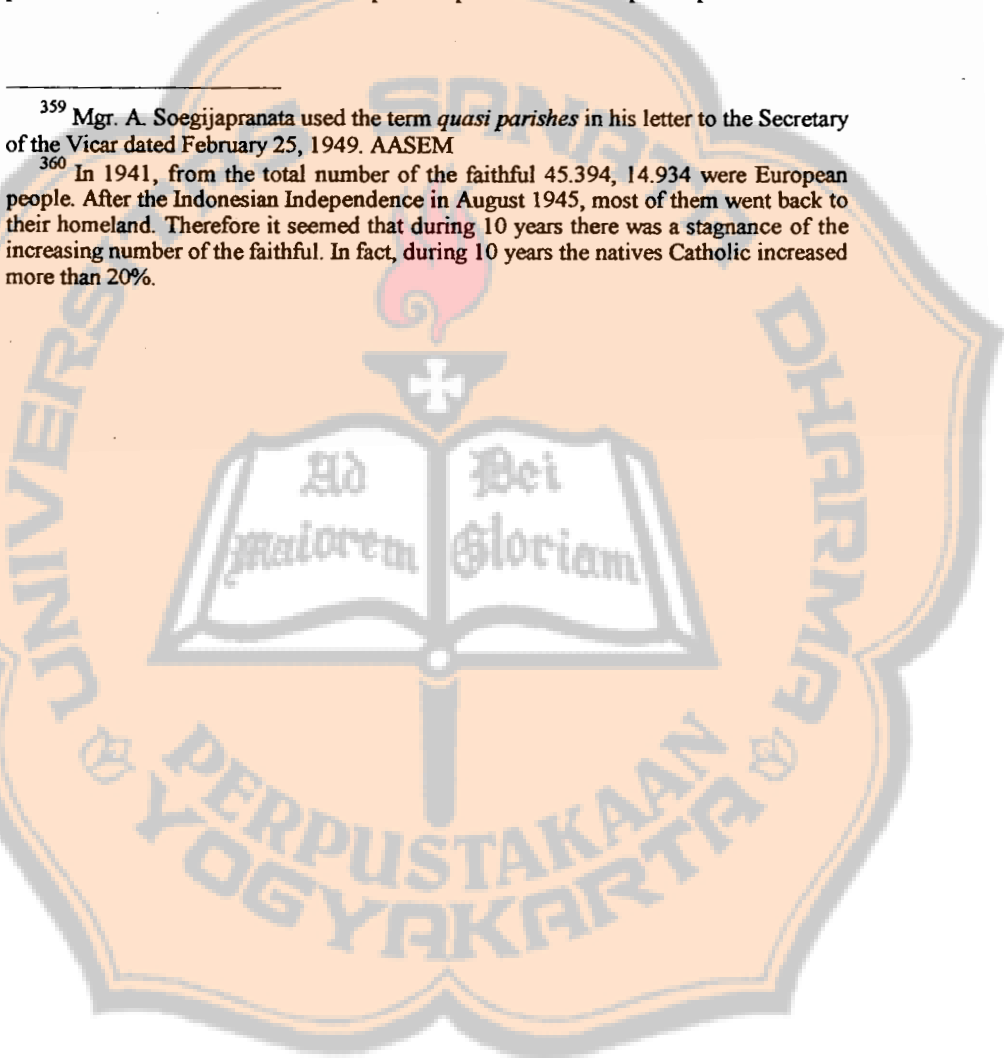 359 Mgr. A. Soegijapranata used the term quasi parishes in his letter to the Secretary
of the Vicar dated February 25, 1949. AASEM
360 In 1941, from the total number of the faithful 45.394, 14.934 were European
people. After the Indonesian Independence in August 1945, most of them went back to
their homeland. Therefore it seemed that during 10 years there was a stagnance of the
increasing number of the faithful. In fact, during 10 years the natives Catholic increased
more than 20%.
UNIVERSITAS SANATA DHARMA
Ad Dei
maiorem Gloriam
PERPUSTAKAAN
YOGYAKARTA